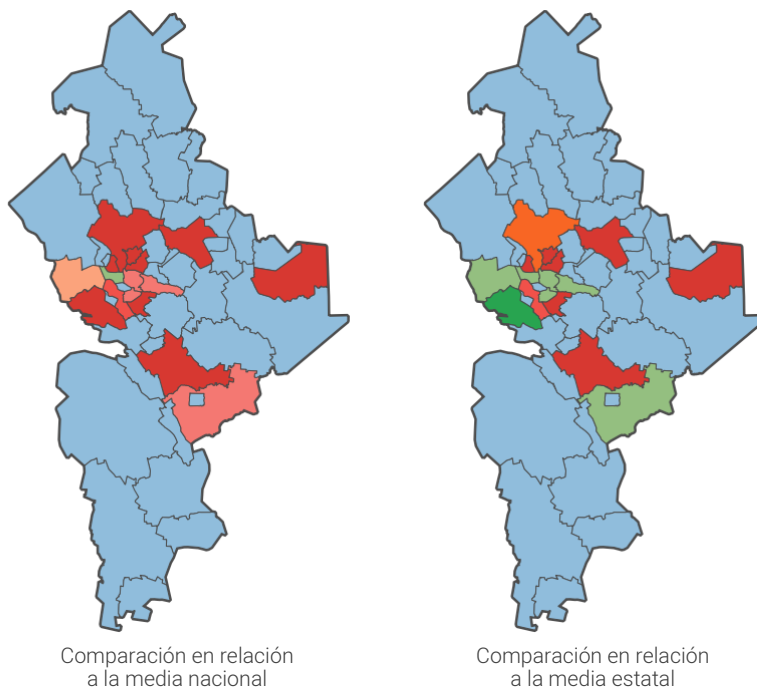 Comparación en relación
a la media nacional
Comparación en relación
a la media estatal